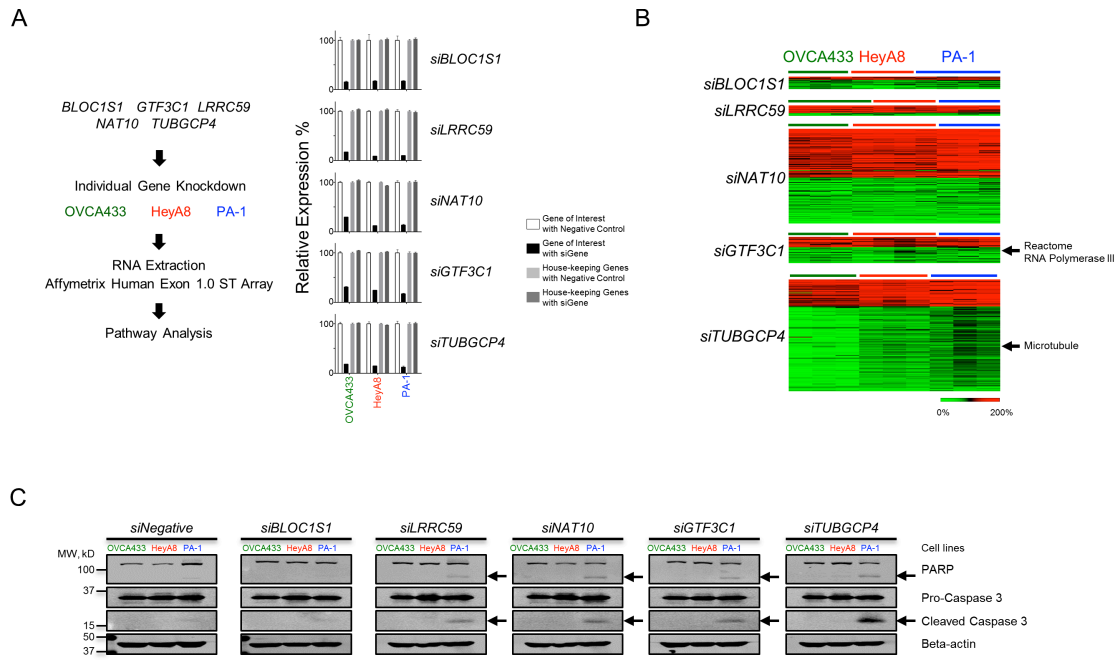 A
BLOC1S1 GTF3C1 LRRC59
NAT10 TUBGCP4
Individual Gene Knockdown
OVCA433 HeyA8 PA-1
RNA Extraction
Affymetrix Human Exon 1.0 ST Array
Pathway Analysis
Relative Expression %
100
0
siBLOC1S1
100
0
siLRRC59
100
0
siNAT10
100
0
siGTF3C1
100
0
siTUBGCP4
OVCA433
HeyA8
PA-1
Gene of Interest
with Negative Control
Gene of Interest
with siGene
House-keeping Genes
with Negative Control
House-keeping Genes
with siGene
B
OVCA433 HeyA8 PA-1
siBLOC1S1
siLRRC59
siNAT10
siGTF3C1
Reactome
RNA Polymerase III
siTUBGCP4
Microtubule
0% 200%
C
siNegative siBLOC1S1 siLRRC59 siNAT10 siGTF3C1 siTUBGCP4
OVCA433 HeyA8 PA-1 OVCA433 HeyA8 PA-1 OVCA433 HeyA8 PA-1 OVCA433 HeyA8 PA-1 OVCA433 HeyA8 PA-1 OVCA433 HeyA8 PA-1 Cell lines
MW, kD
100
PARP
37
Pro-Caspase 3
15
Cleaved Caspase 3
50
37
Beta-actin